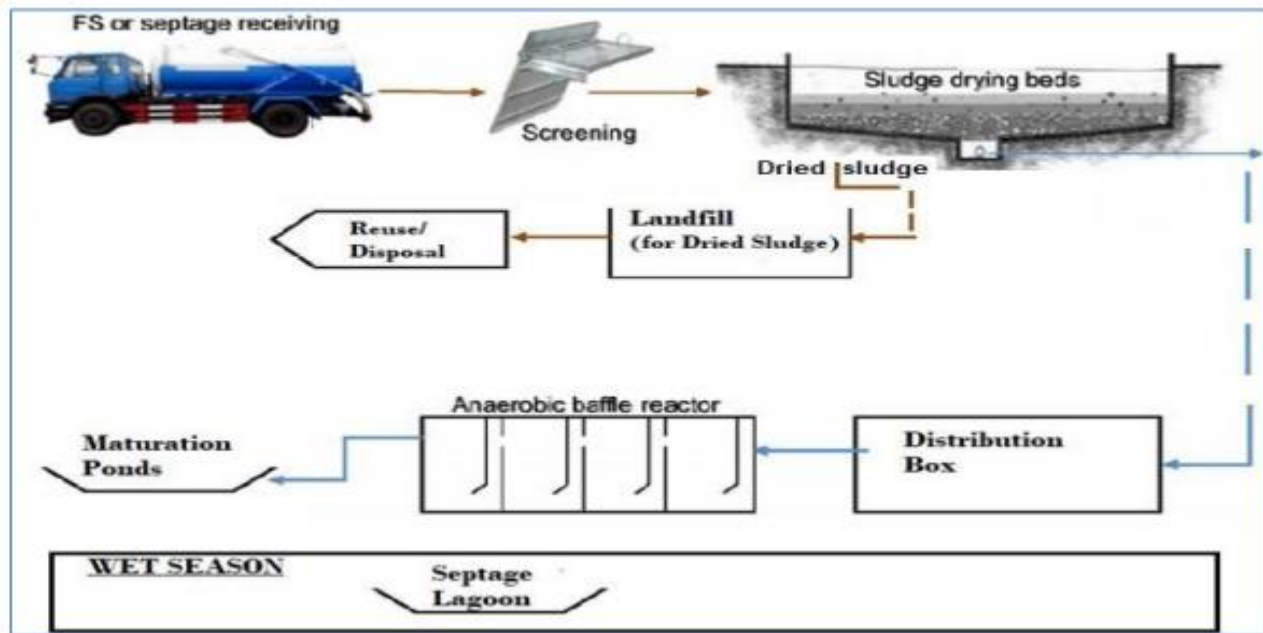 FS or septage receiving
Screening
Sludge drying beds
Dried sludge
Landfill
(for Dried Sludge)
Reuse/
Disposal
Anaerobic baffle reactor
Maturation
Ponds
Distribution
Box
WET SEASON
Septage
Lagoon